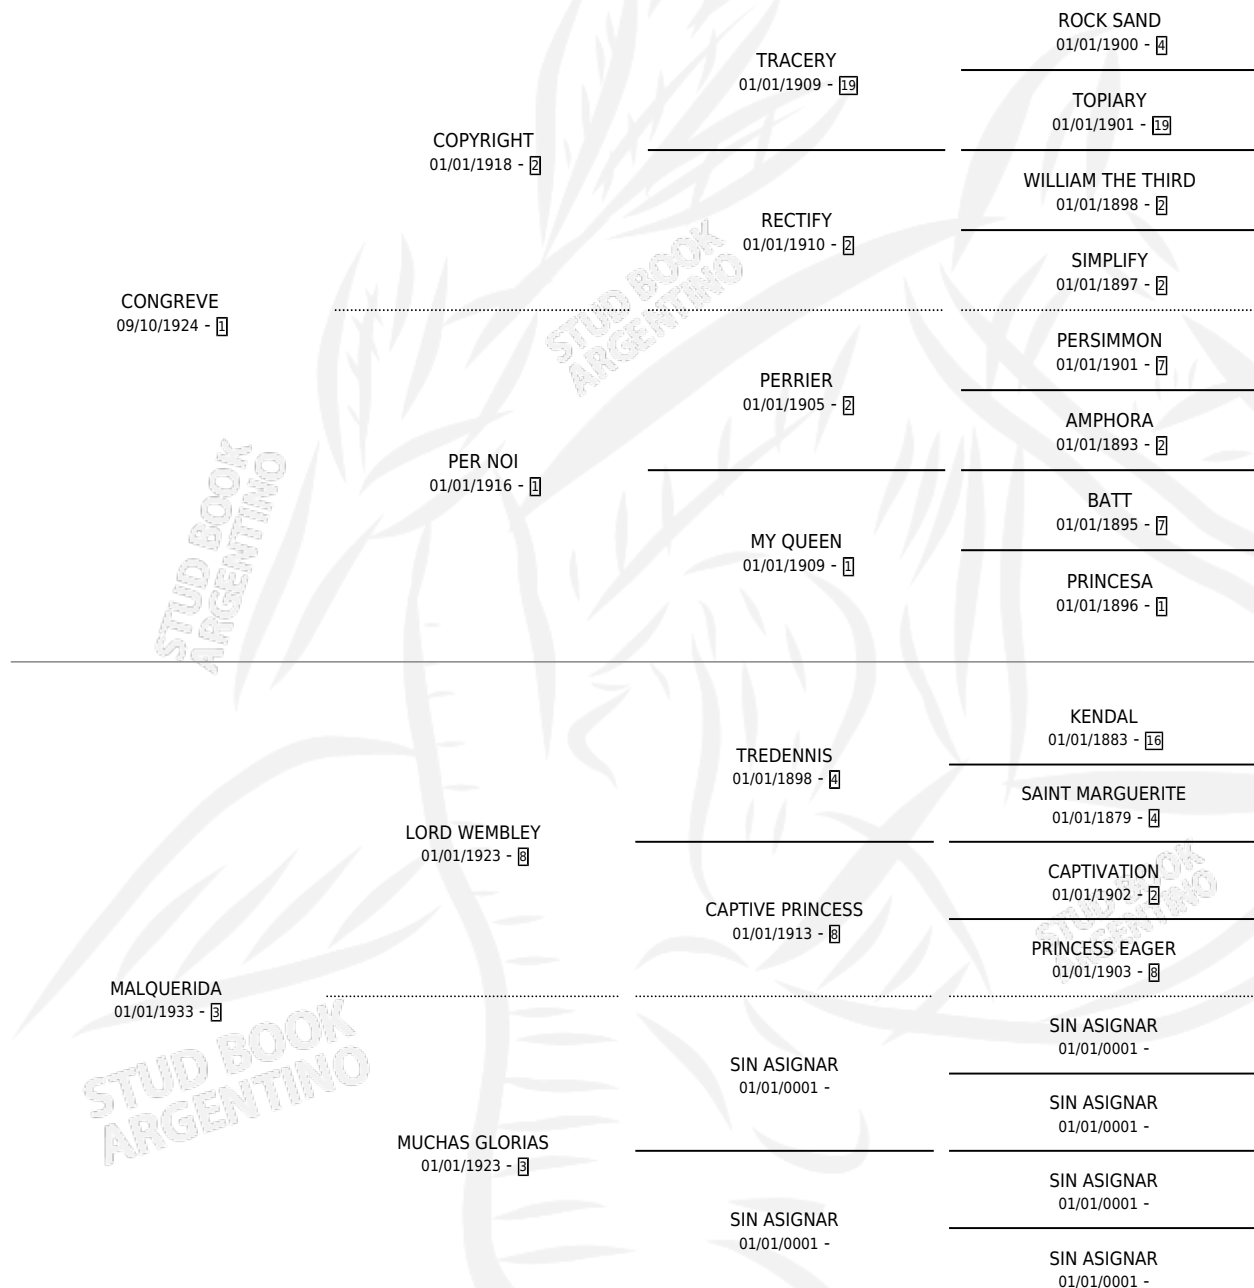 ROCK SAND
01/01/1900 - 4
TRACERY
01/01/1909 - 19
TOPIARY
01/01/1901 - 19
COPYRIGHT
01/01/1918 - 2
WILLIAM THE THIRD
01/01/1898 - 2
RECTIFY
01/01/1910 - 2
SIMPLIFY
01/01/1897 - 2
CONGREVE
09/10/1924 - 1
PERSIMMON
01/01/1901 - 7
PERRIER
01/01/1905 - 2
AMPHORA
01/01/1893 - 2
PER NOI
01/01/1916 - 1
BATT
01/01/1895 - 7
MY QUEEN
01/01/1909 - 1
PRINCESA
01/01/1896 - 1
KENDAL
01/01/1883 - 16
TREDENNIS
01/01/1898 - 4
SAINT MARGUERITE
01/01/1879 - 4
LORD WEMBLEY
01/01/1923 - 8
CAPTIVATION
01/01/1902 - 2
CAPTIVE PRINCESS
01/01/1913 - 8
PRINCESS EAGER
01/01/1903 - 8
MALQUERIDA
01/01/1933 - 3
SIN ASIGNAR
01/01/0001 -
SIN ASIGNAR
01/01/0001 -
SIN ASIGNAR
01/01/0001 -
MUCHAS GLORIAS
01/01/1923 - 3
SIN ASIGNAR
01/01/0001 -
SIN ASIGNAR
01/01/0001 -
SIN ASIGNAR
01/01/0001 -
STUD BOOK
ARGENTINO
STUD BOOK
ARGENTINO
STUD BOOK
ARGENTINO
STUD BOOK
ARGENTINO